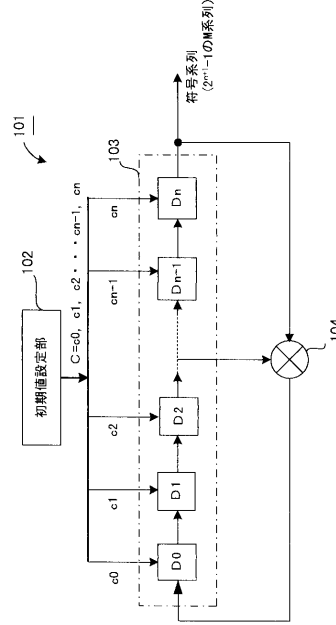 101
102
初期値設定部
C=c0, c1, c2・・・cn-1, cn
103
c0
c1
c2
cn-1
cn
D0
D1
D2
Dn-1
Dn
符号系列
(2ⁿ⁺¹-1のM系列)
104